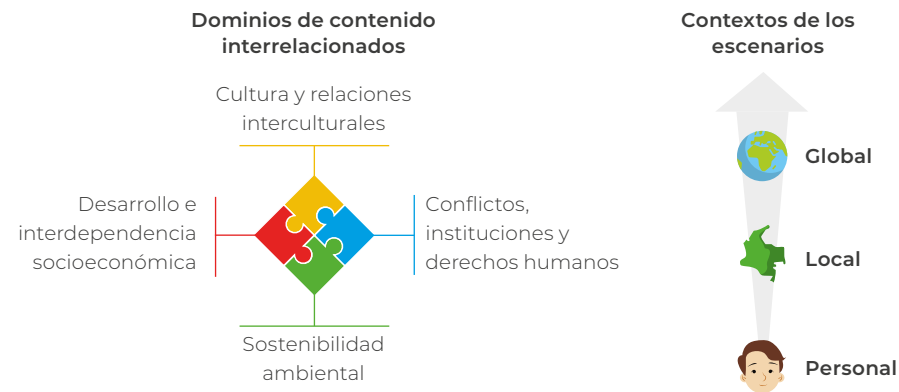 Dominios de contenido
interrelacionados
Cultura y relaciones
interculturales
Desarrollo e
interdependencia
socioeconómica
Conflictos,
instituciones y
derechos humanos
Sostenibilidad
ambiental
Contextos de los
escenarios
Global
Local
Personal